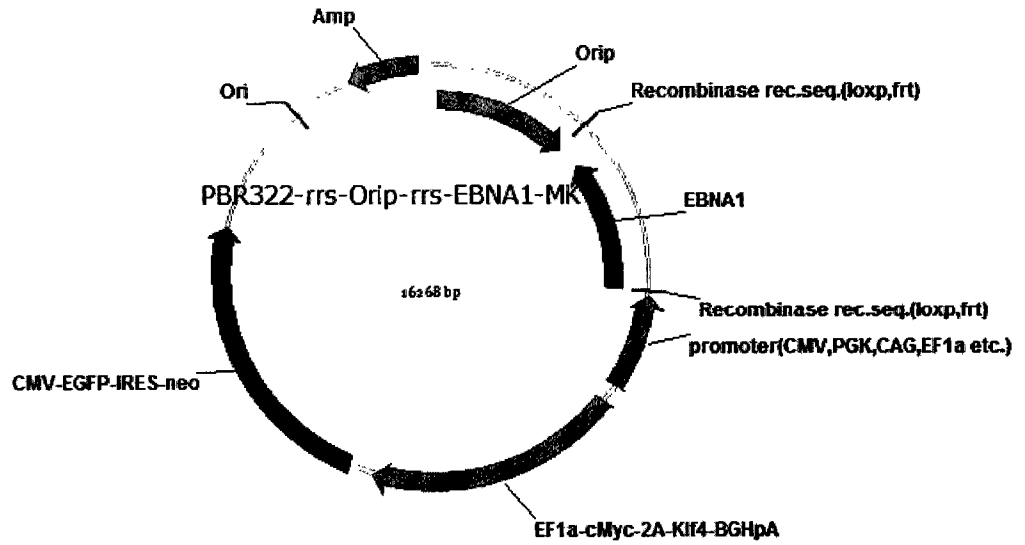 Amp
Orip
Ori
Recombinase rec.seq.(loxp,frt)
PBR322-rrs-Orip-rrs-EBNA1-MK
EBNA1
16268 bp
Recombinase rec.seq.(loxp,frt)
promoter(CMV,PGK,CAG,EF1a etc.)
CMV-EGFP-IRES-neo
EF1a-cMyc-2A-Klf4-BGHpA